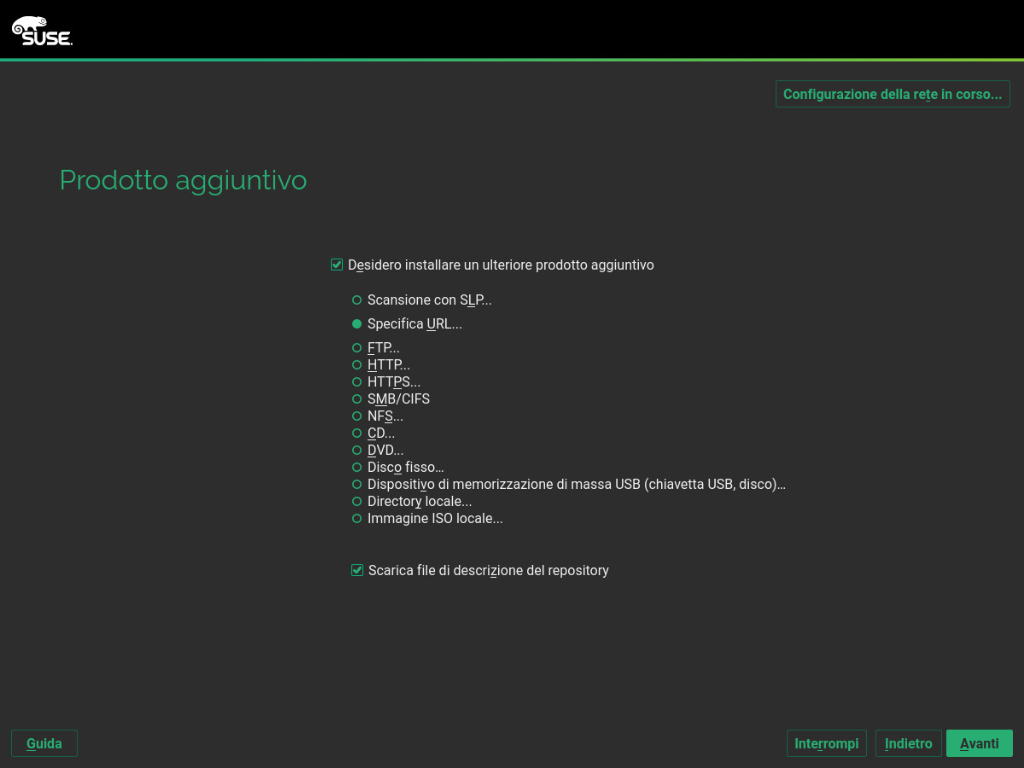 SUSE.
Configurazione della rete in corso...
Prodotto aggiuntivo
Desidero installare un ulteriore prodotto aggiuntivo
Scansione con SLP...
Specifica URL...
FTP...
HTTP...
HTTPS...
SMB/CIFS
NFS...
CD...
DVD...
Disco fisso...
Dispositivo di memorizzazione di massa USB (chiavetta USB, disco)...
Directory locale...
Immagine ISO locale...
Scarica file di descrizione del repository
Guida
Interrompi
Indietro
Avanti